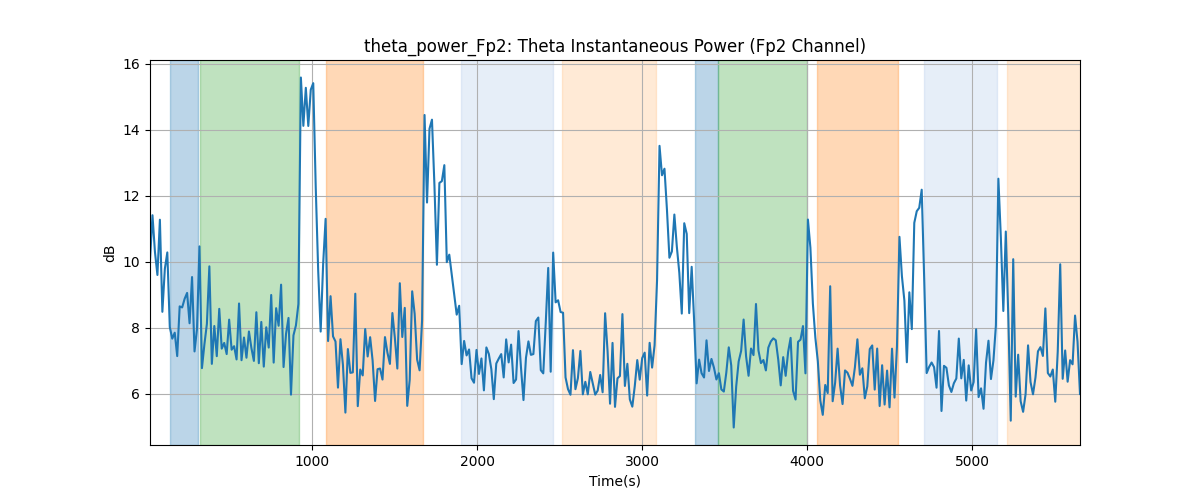 theta_power_Fp2: Theta Instantaneous Power (Fp2 Channel)
16
14
12
10
8
6
dB
1000 2000 3000 4000 5000
Time(s)